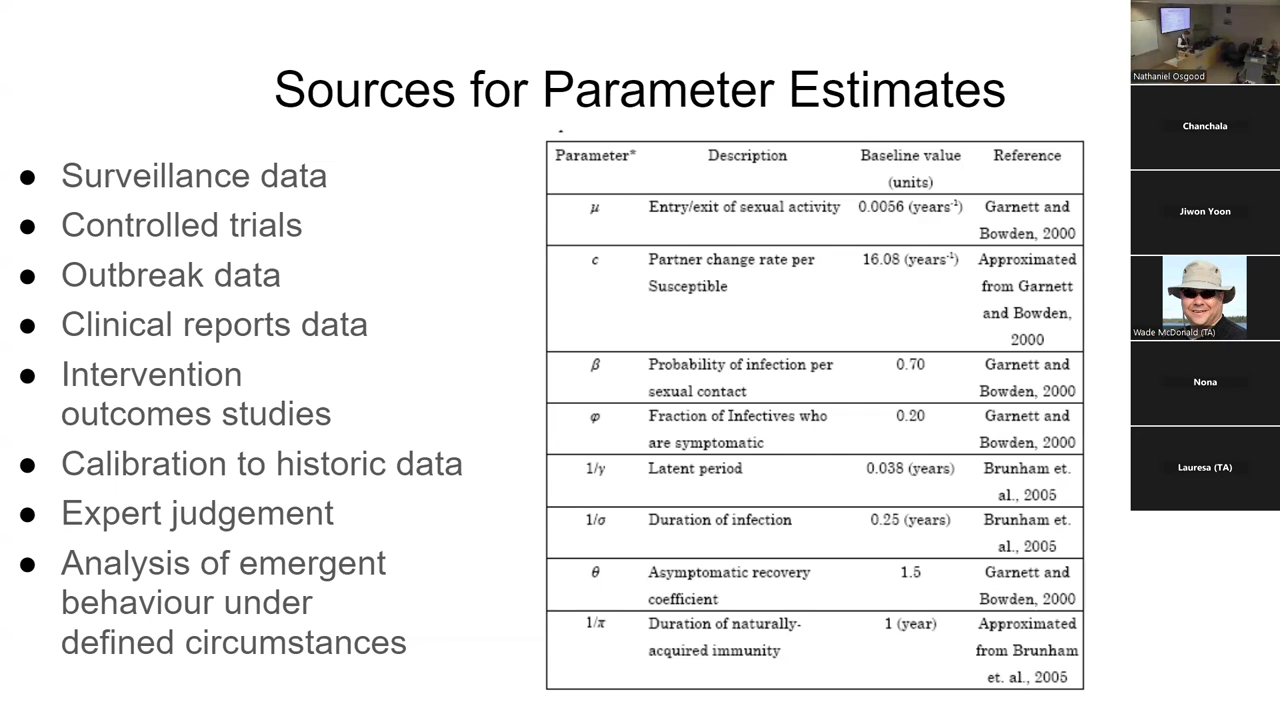 Sources for Parameter Estimates
● Surveillance data
● Controlled trials
● Outbreak data
● Clinical reports data
● Intervention
outcomes studies
● Calibration to historic data
● Expert judgement
● Analysis of emergent
behaviour under
defined circumstances
Parameter* Description Baseline value Reference
(units)
μ Entry/exit of sexual activity 0.0056 (years⁻¹) Garnett and
Bowden, 2000
c Partner change rate per 16.08 (years⁻¹) Approximated
Susceptible from Garnett
and Bowden,
2000
β Probability of infection per 0.70 Garnett and
sexual contact Bowden, 2000
φ Fraction of Infectives who 0.20 Garnett and
are symptomatic Bowden, 2000
1/γ Latent period 0.038 (years) Brunham et.
al., 2005
1/σ Duration of infection 0.25 (years) Brunham et.
al., 2005
θ Asymptomatic recovery 1.5 Garnett and
coefficient Bowden, 2000
1/π Duration of naturally- 1 (year) Approximated
acquired immunity from Brunham
et. al., 2005
Nathaniel Osgood
Chanchala
Jiwon Yoon
Wade McDonald (TA)
Nona
Lauresa (TA)